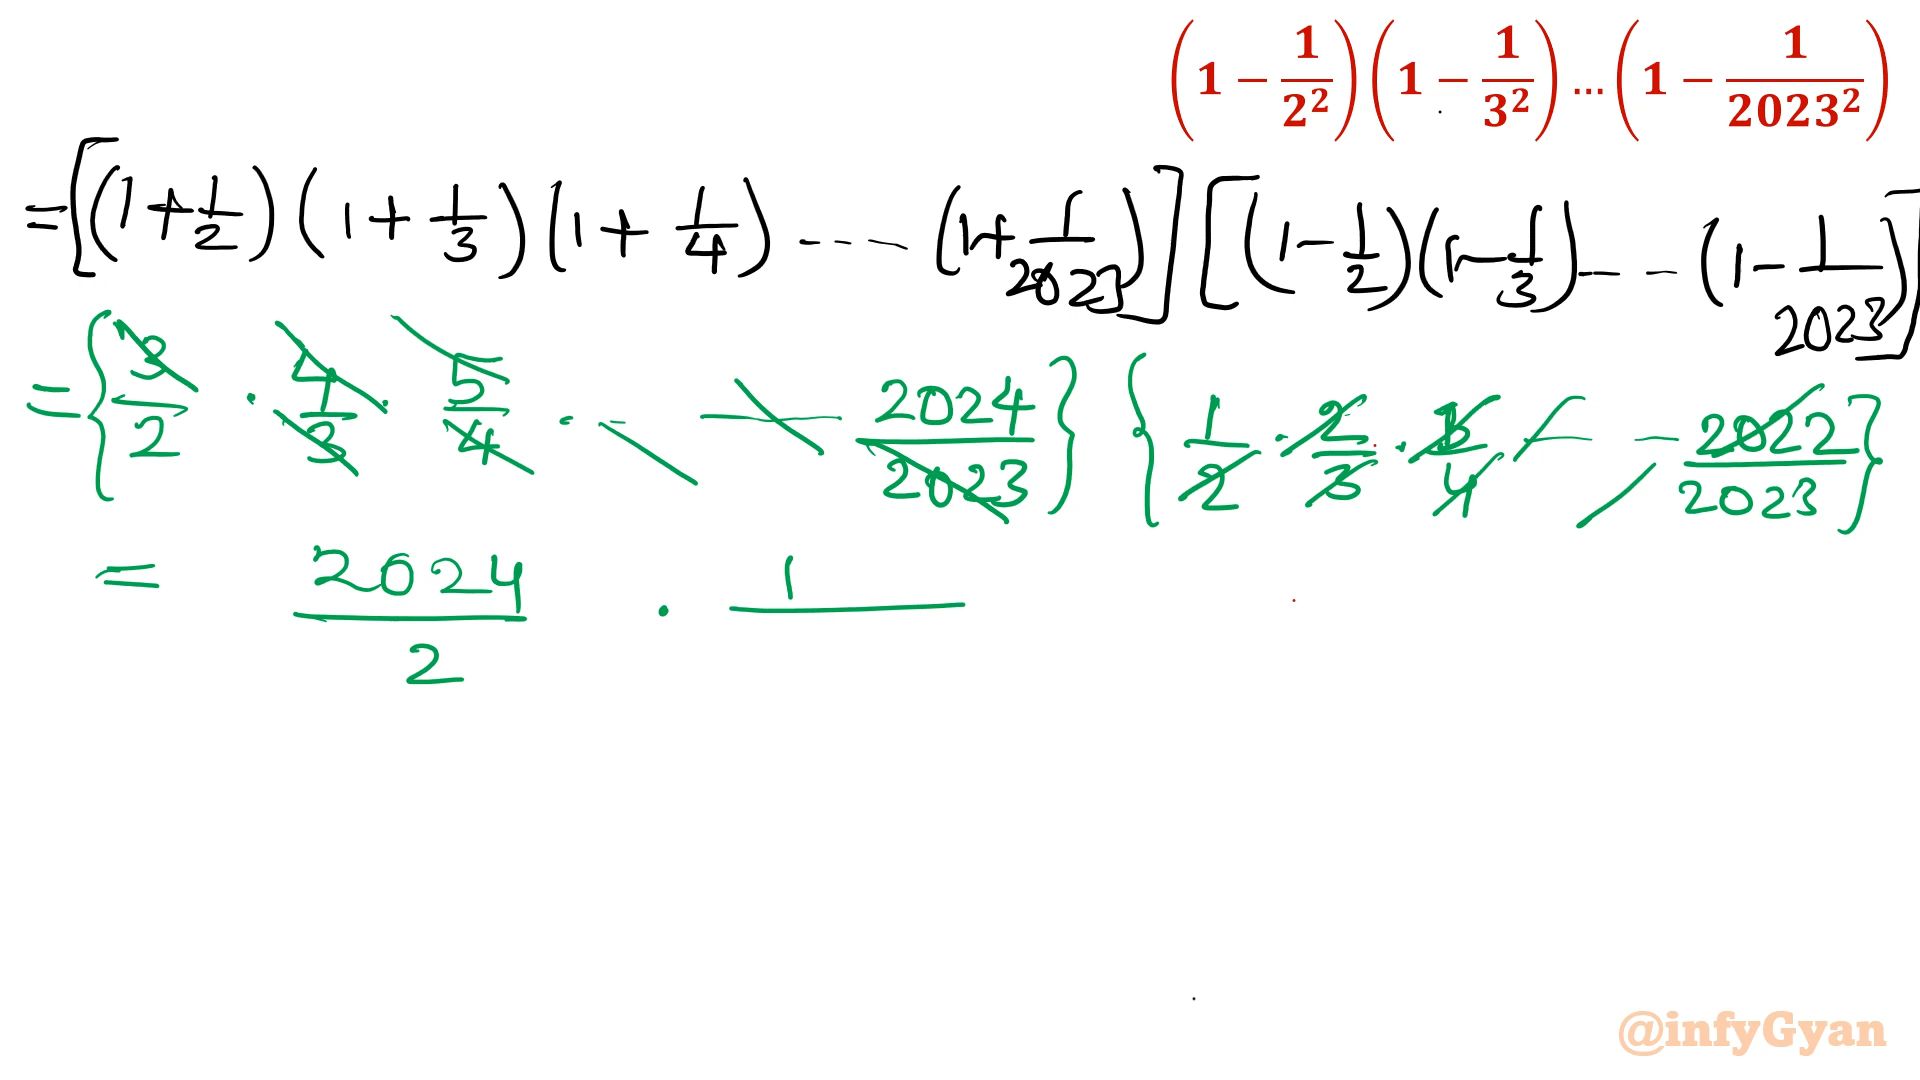 (1 − 1/2²)(1 − 1/3²)...(1 − 1/2023²)
=[(1+1/2)(1+1/3)(1+1/4)-----(1+1/2023)][(1-1/2)(1-1/3)----(1-1/2023)]
={3/2 · 4/3 · 5/4 · - - 2024/2023}{1/2 · 2/3 · 3/4 - - - 2022/2023}
= 2024/2 · 1/
@infyGyan